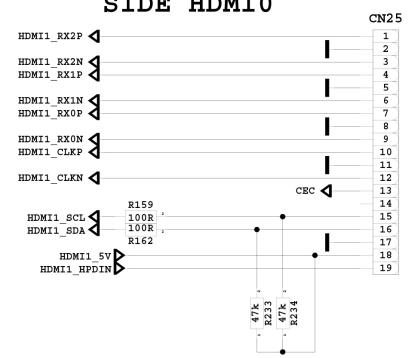 SIDE HDMI0
CN25
HDMI1_RX2P 1
2
HDMI1_RX2N 3
HDMI1_RX1P 4
5
HDMI1_RX1N 6
HDMI1_RX0P 7
8
HDMI1_RX0N 9
HDMI1_CLKP 10
11
HDMI1_CLKN 12
CEC 13
R159 14
HDMI1_SCL 100R 15
HDMI1_SDA 100R 16
R162 17
HDMI1_5V 18
HDMI1_HPDIN 19
47k R233 47k R234